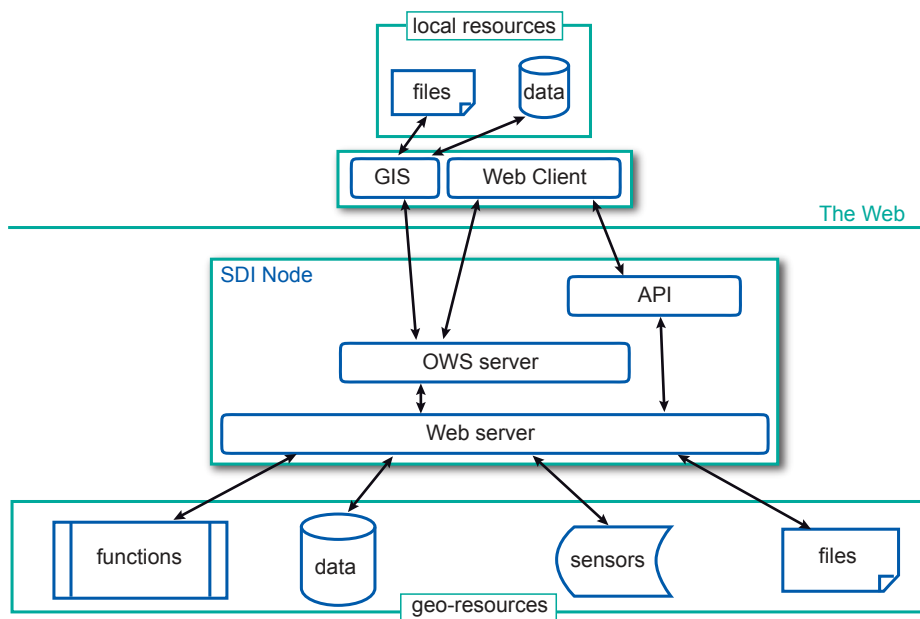 local resources
files
data
GIS
Web Client
The Web
SDI Node
API
OWS server
Web server
functions
data
sensors
files
geo-resources